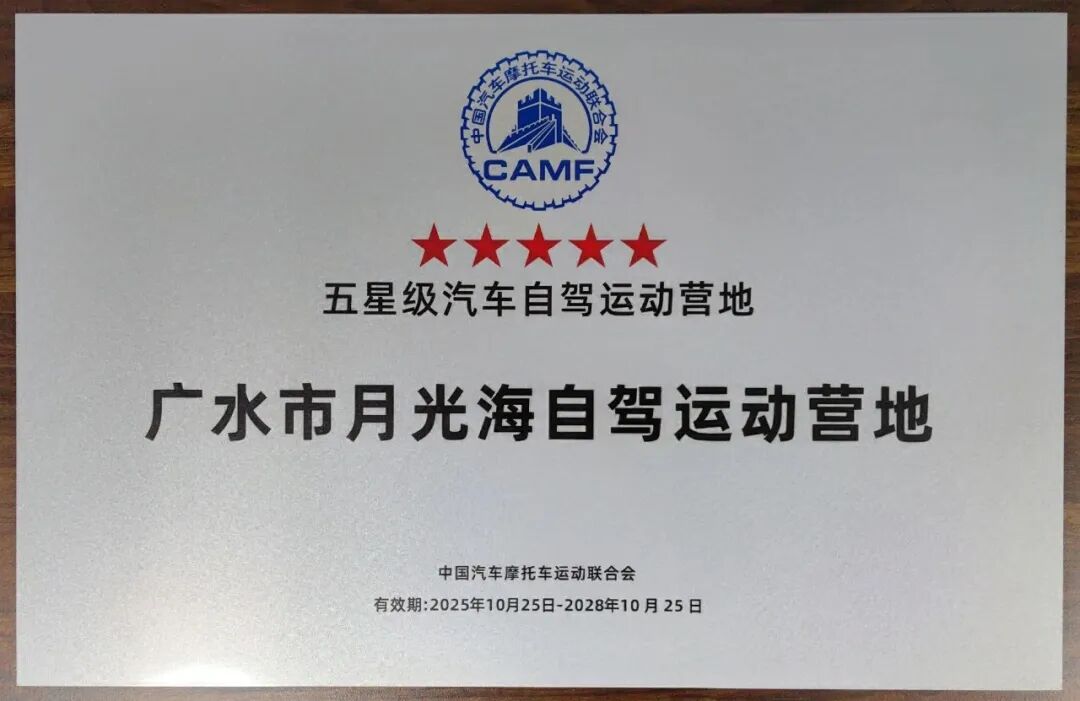 中国汽车摩托车运动联合会
CAMF
五星级汽车自驾运动营地
广水市月光海自驾运动营地
中国汽车摩托车运动联合会
有效期:2025年10月25日-2028年10月25日